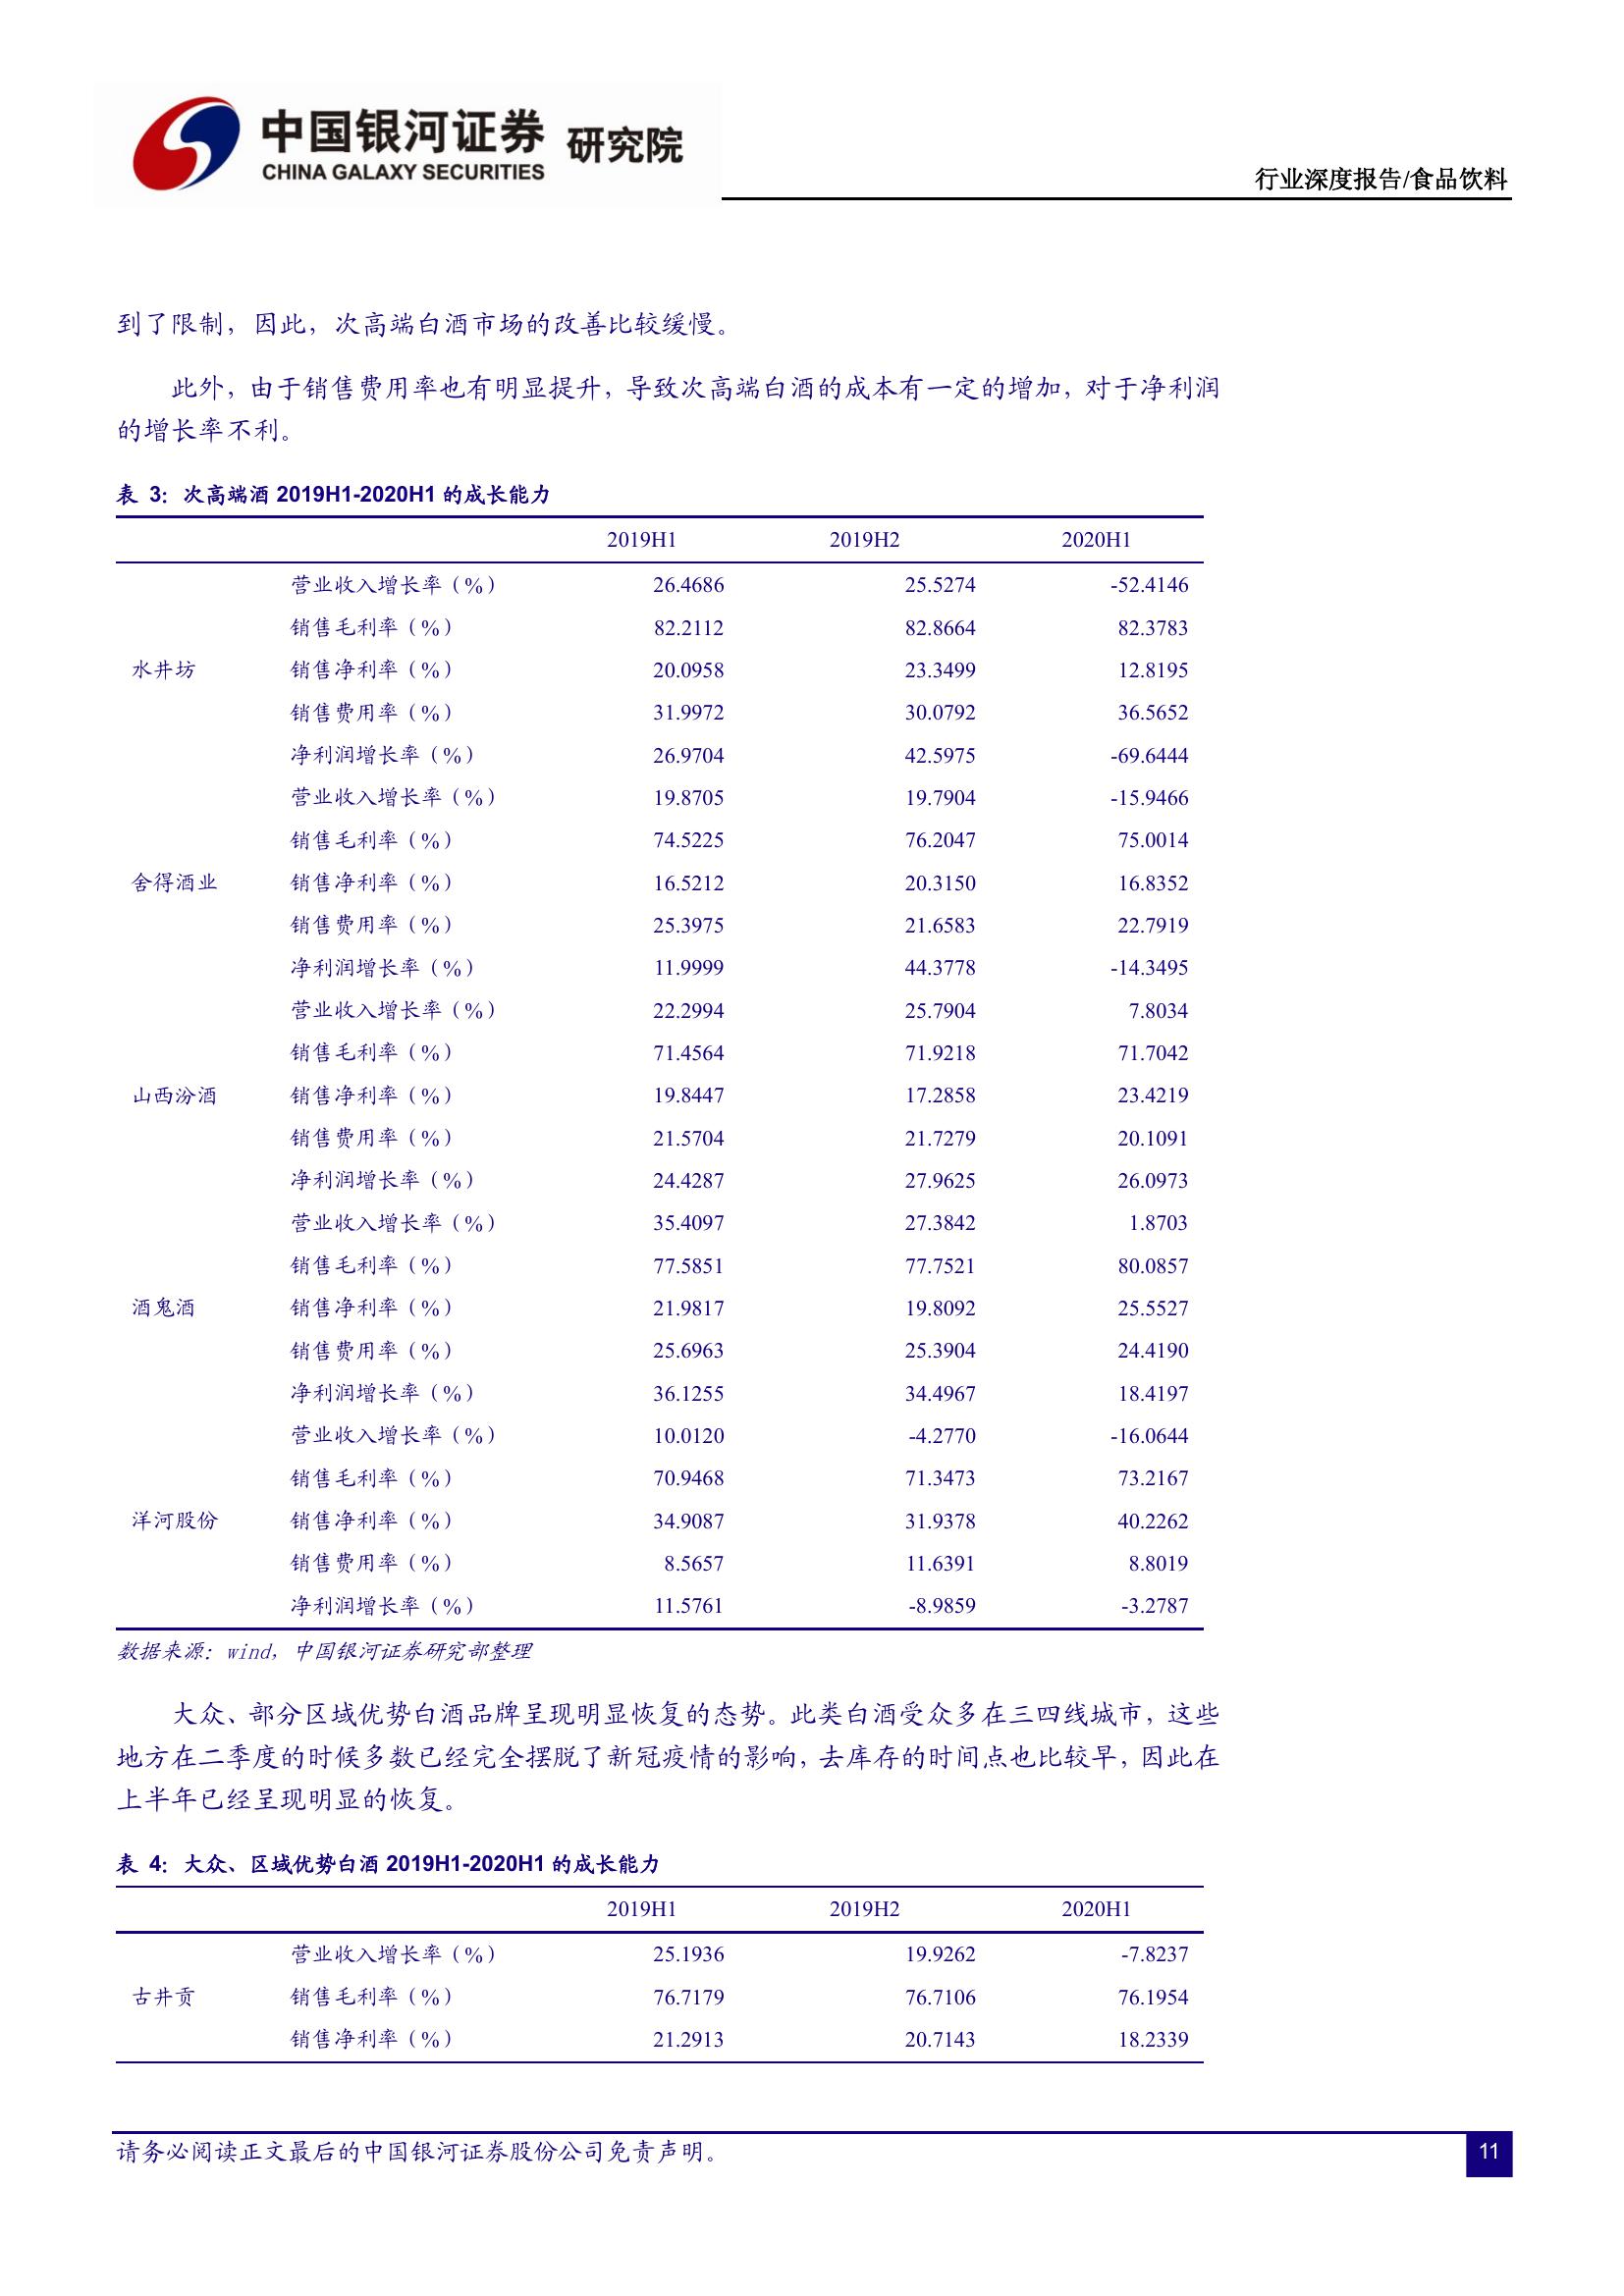 中国银河证券 研究院
CHINA GALAXY SECURITIES
行业深度报告/食品饮料
到了限制，因此，次高端白酒市场的改善比较缓慢。
此外，由于销售费用率也有明显提升，导致次高端白酒的成本有一定的增加，对于净利润
的增长率不利。
表 3：次高端酒 2019H1-2020H1 的成长能力
2019H1 2019H2 2020H1
营业收入增长率（%） 26.4686 25.5274 -52.4146
销售毛利率（%） 82.2112 82.8664 82.3783
水井坊 销售净利率（%） 20.0958 23.3499 12.8195
销售费用率（%） 31.9972 30.0792 36.5652
净利润增长率（%） 26.9704 42.5975 -69.6444
营业收入增长率（%） 19.8705 19.7904 -15.9466
销售毛利率（%） 74.5225 76.2047 75.0014
舍得酒业 销售净利率（%） 16.5212 20.3150 16.8352
销售费用率（%） 25.3975 21.6583 22.7919
净利润增长率（%） 11.9999 44.3778 -14.3495
营业收入增长率（%） 22.2994 25.7904 7.8034
销售毛利率（%） 71.4564 71.9218 71.7042
山西汾酒 销售净利率（%） 19.8447 17.2858 23.4219
销售费用率（%） 21.5704 21.7279 20.1091
净利润增长率（%） 24.4287 27.9625 26.0973
营业收入增长率（%） 35.4097 27.3842 1.8703
销售毛利率（%） 77.5851 77.7521 80.0857
酒鬼酒 销售净利率（%） 21.9817 19.8092 25.5527
销售费用率（%） 25.6963 25.3904 24.4190
净利润增长率（%） 36.1255 34.4967 18.4197
营业收入增长率（%） 10.0120 -4.2770 -16.0644
销售毛利率（%） 70.9468 71.3473 73.2167
洋河股份 销售净利率（%） 34.9087 31.9378 40.2262
销售费用率（%） 8.5657 11.6391 8.8019
净利润增长率（%） 11.5761 -8.9859 -3.2787
数据来源：wind，中国银河证券研究部整理
大众、部分区域优势白酒品牌呈现明显恢复的态势。此类白酒受众多在三四线城市，这些
地方在二季度的时候多数已经完全摆脱了新冠疫情的影响，去库存的时间点也比较早，因此在
上半年已经呈现明显的恢复。
表 4：大众、区域优势白酒 2019H1-2020H1 的成长能力
2019H1 2019H2 2020H1
营业收入增长率（%） 25.1936 19.9262 -7.8237
古井贡 销售毛利率（%） 76.7179 76.7106 76.1954
销售净利率（%） 21.2913 20.7143 18.2339
请务必阅读正文最后的中国银河证券股份公司免责声明。
11